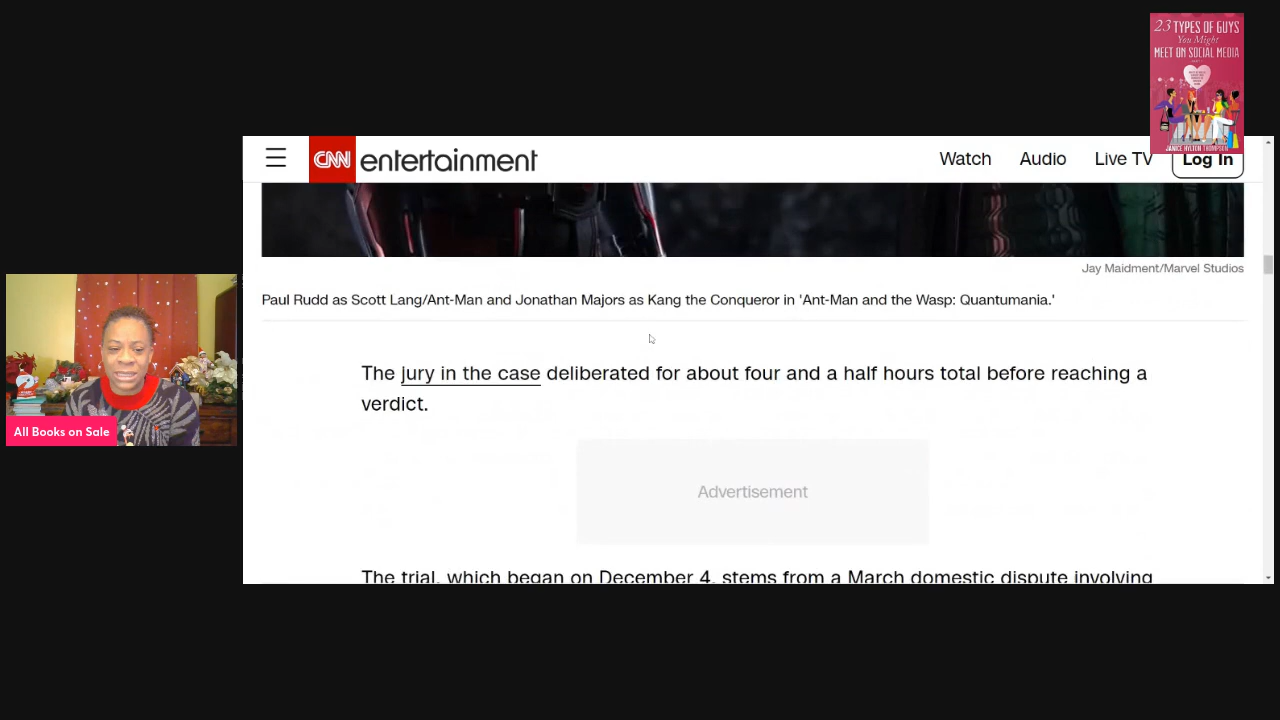 23 TYPES OF GUYS
You Might
MEET ON SOCIAL MEDIA
JANICE HYLTON THOMPSON
CNN entertainment
Watch Audio Live TV Log In
Jay Maidment/Marvel Studios
Paul Rudd as Scott Lang/Ant-Man and Jonathan Majors as Kang the Conqueror in 'Ant-Man and the Wasp: Quantumania.'
The jury in the case deliberated for about four and a half hours total before reaching a
verdict.
Advertisement
The trial, which began on December 4, stems from a March domestic dispute involving
All Books on Sale